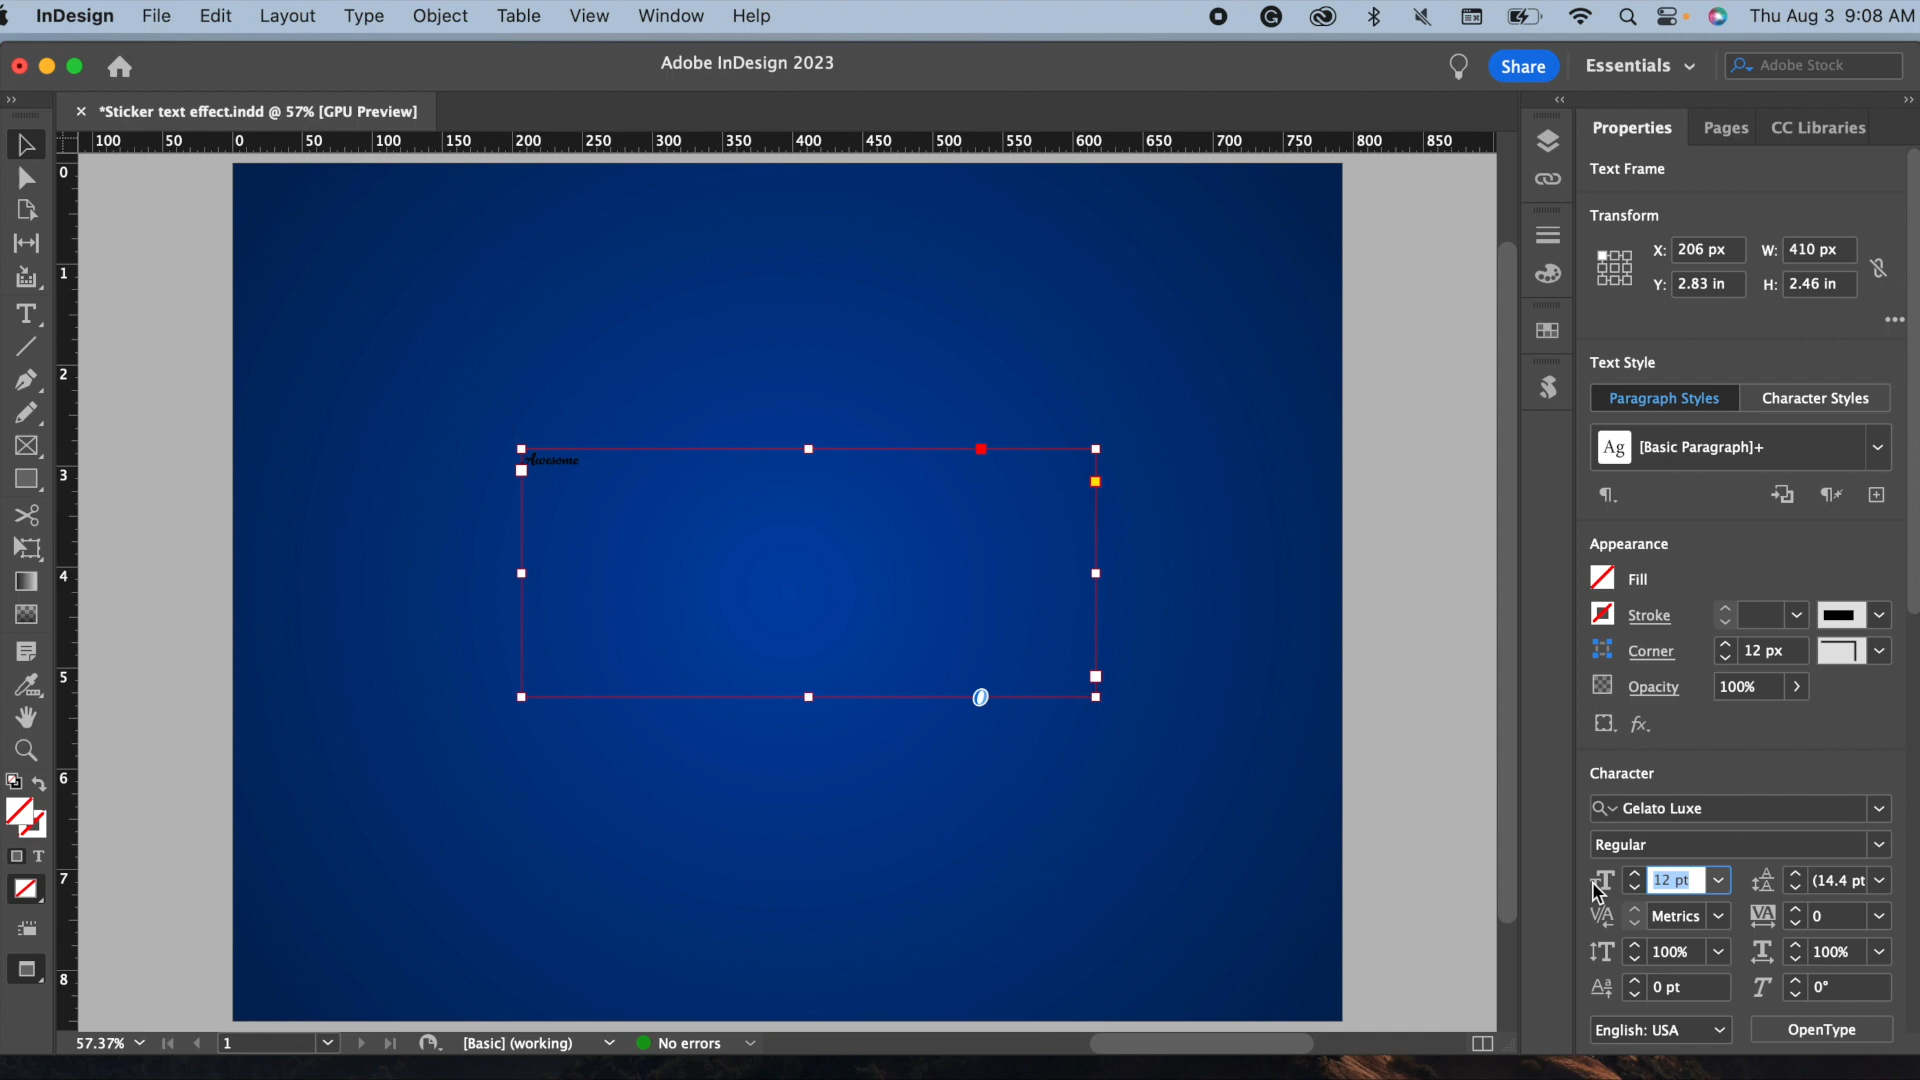 InDesign File Edit Layout Type Object Table View Window Help Thu Aug 3 9:08 AM
Adobe InDesign 2023 Share Essentials Adobe Stock
*Sticker text effect.indd @ 57% [GPU Preview]
Properties Pages CC Libraries
100 50 0 50 100 150 200 250 300 350 400 450 500 550 600 650 700 750 800 850
0
1
2
3
4
5
6
7
8
Awesome
Text Frame
Transform
X: 206 px W: 410 px
Y: 2.83 in H: 2.46 in
Text Style
Paragraph Styles Character Styles
Ag [Basic Paragraph]+
Appearance
Fill
Stroke
Corner 12 px
Opacity 100%
fx.
Character
Gelato Luxe
Regular
12 pt (14.4 pt
Metrics 0
100% 100%
0 pt 0°
English: USA OpenType
57.37% 1 [Basic] (working) No errors